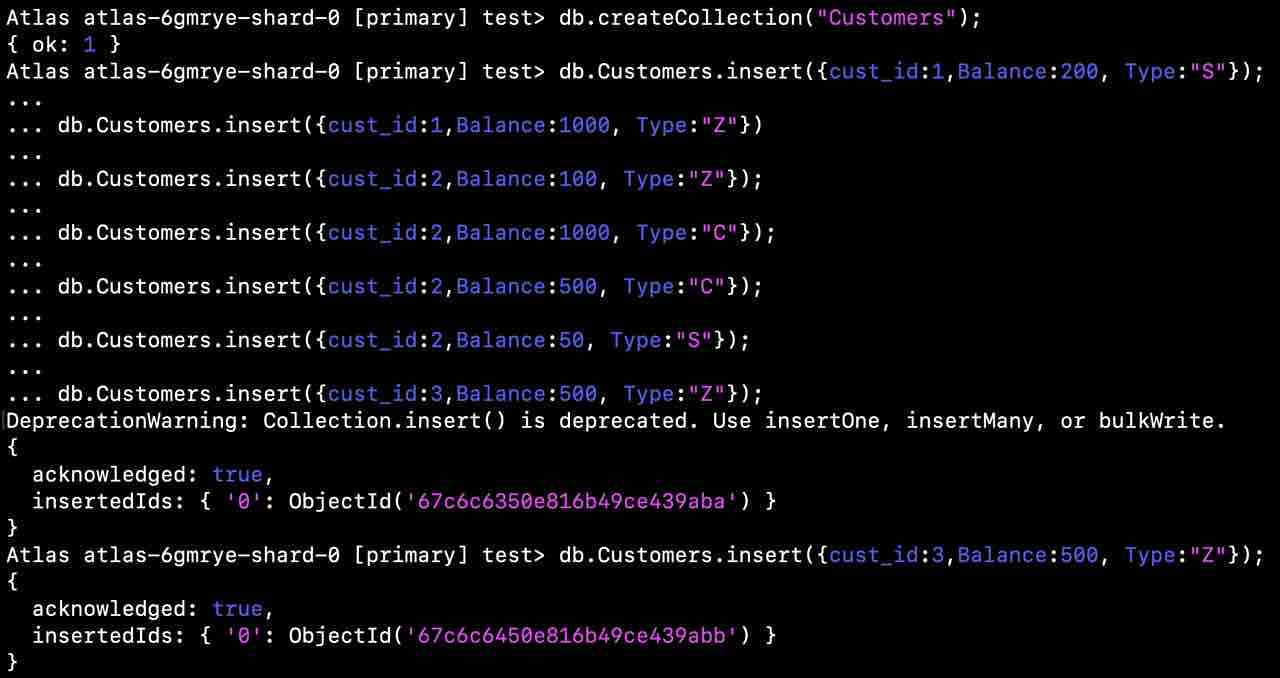 Atlas atlas-6gmrye-shard-0 [primary] test> db.createCollection("Customers");
{ ok: 1 }
Atlas atlas-6gmrye-shard-0 [primary] test> db.Customers.insert({cust_id:1,Balance:200, Type:"S"});
...
... db.Customers.insert({cust_id:1,Balance:1000, Type:"Z"})
...
... db.Customers.insert({cust_id:2,Balance:100, Type:"Z"});
...
... db.Customers.insert({cust_id:2,Balance:1000, Type:"C"});
...
... db.Customers.insert({cust_id:2,Balance:500, Type:"C"});
...
... db.Customers.insert({cust_id:2,Balance:50, Type:"S"});
...
... db.Customers.insert({cust_id:3,Balance:500, Type:"Z"});
DeprecationWarning: Collection.insert() is deprecated. Use insertOne, insertMany, or bulkWrite.
{
  acknowledged: true,
  insertedIds: { '0': ObjectId('67c6c6350e816b49ce439aba') }
}
Atlas atlas-6gmrye-shard-0 [primary] test> db.Customers.insert({cust_id:3,Balance:500, Type:"Z"});
{
  acknowledged: true,
  insertedIds: { '0': ObjectId('67c6c6450e816b49ce439abb') }
}